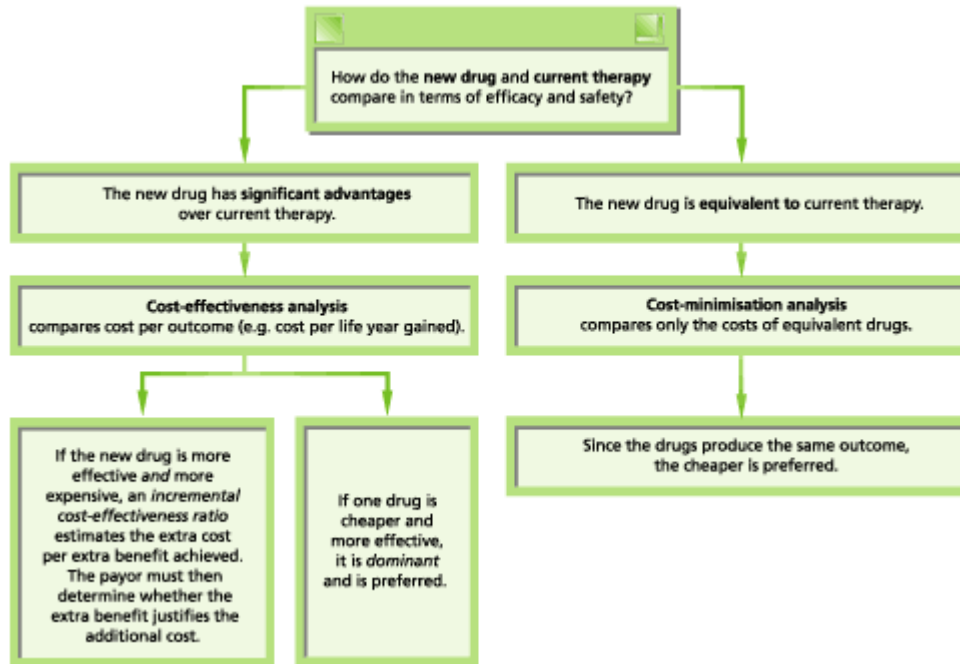 How do the new drug and current therapy
compare in terms of efficacy and safety?
The new drug has significant advantages
over current therapy.
The new drug is equivalent to current therapy.
Cost-effectiveness analysis
compares cost per outcome (e.g. cost per life year gained).
Cost-minimisation analysis
compares only the costs of equivalent drugs.
If the new drug is more
effective and more
expensive, an incremental
cost-effectiveness ratio
estimates the extra cost
per extra benefit achieved.
The payor must then
determine whether the
extra benefit justifies the
additional cost.
If one drug is
cheaper and
more effective,
it is dominant
and is preferred.
Since the drugs produce the same outcome,
the cheaper is preferred.